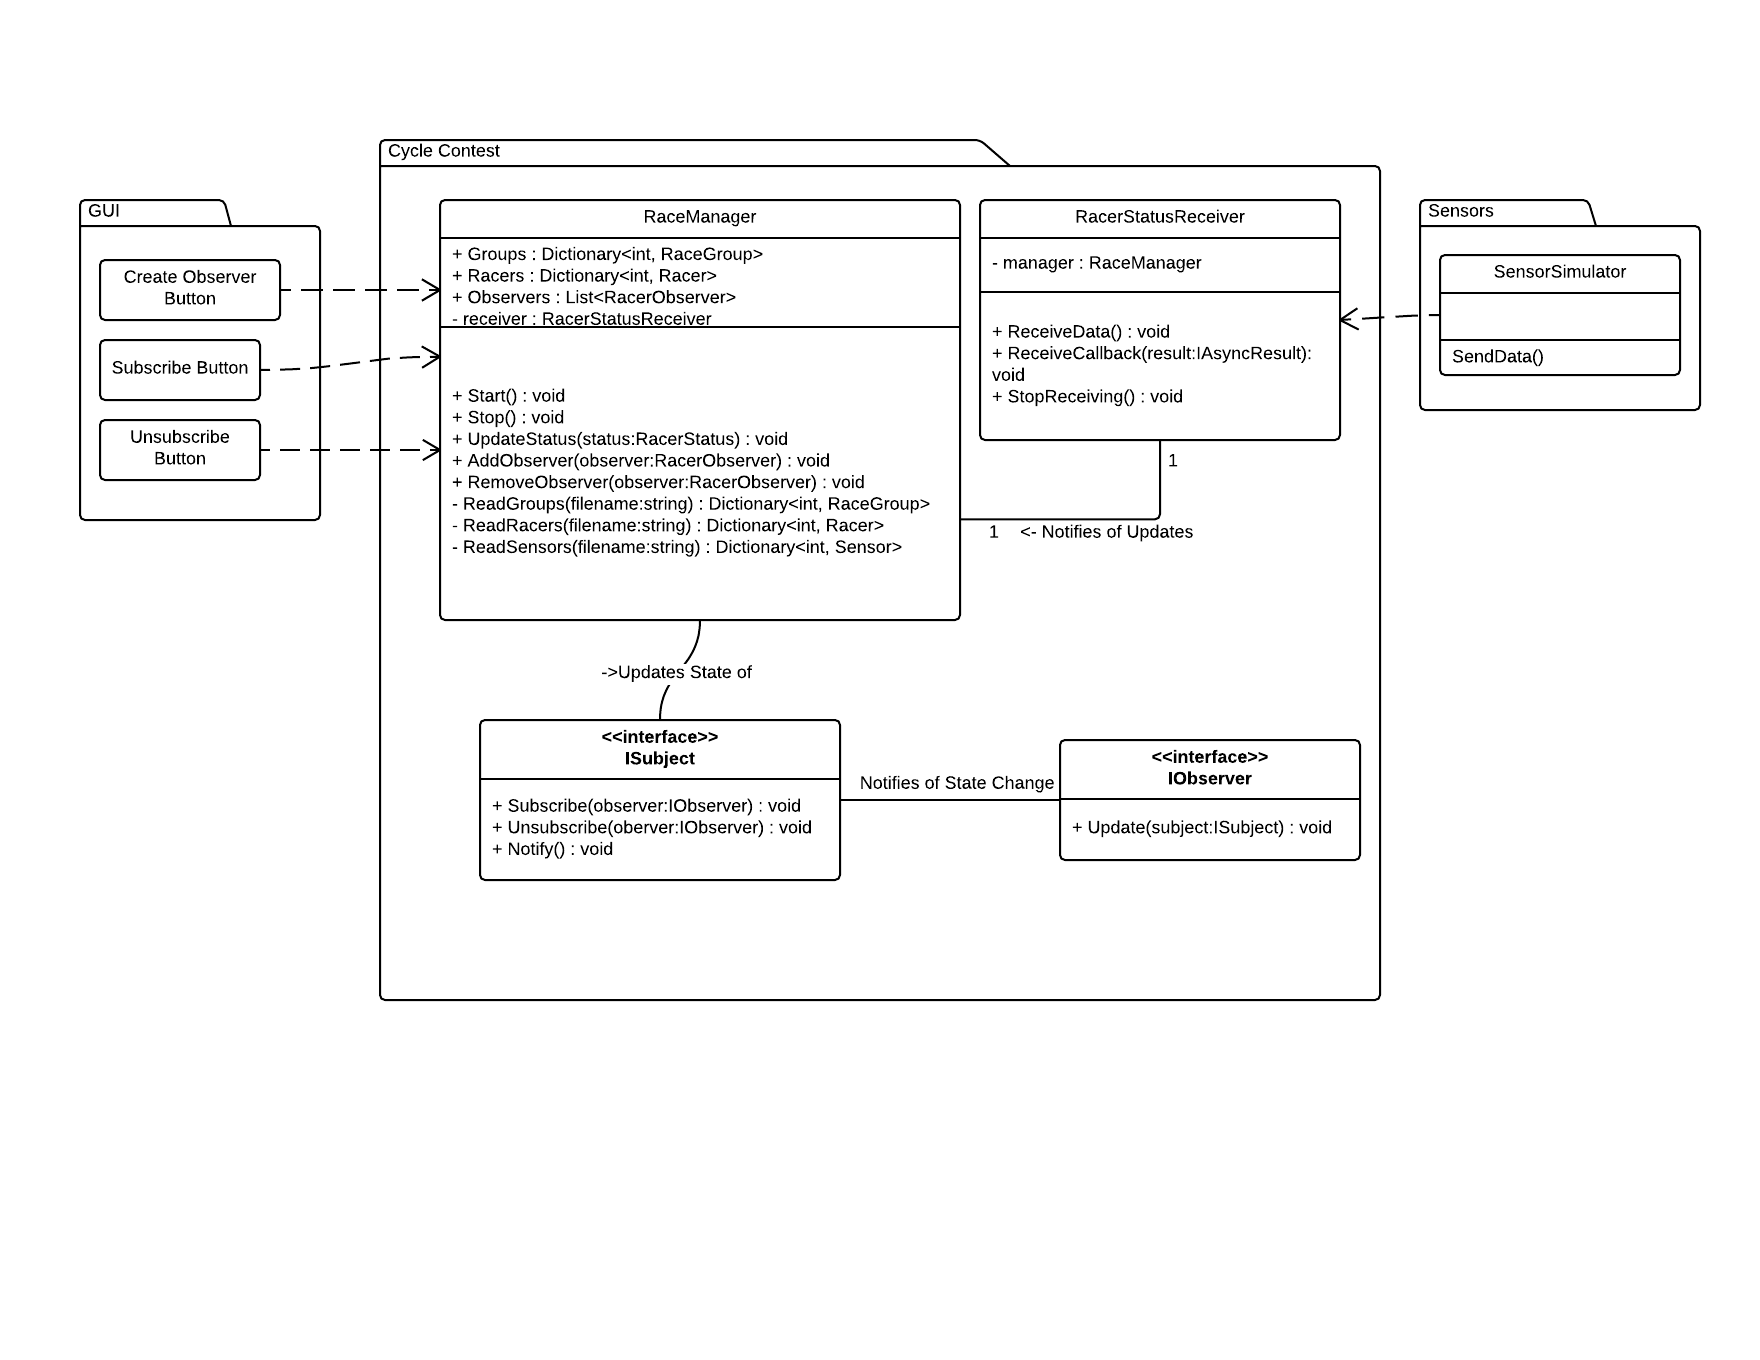 Cycle Contest
GUI
Create Observer
Button
Subscribe Button
Unsubscribe
Button
RaceManager
+ Groups : Dictionary<int, RaceGroup>
+ Racers : Dictionary<int, Racer>
+ Observers : List<RacerObserver>
- receiver : RacerStatusReceiver
+ Start() : void
+ Stop() : void
+ UpdateStatus(status:RacerStatus) : void
+ AddObserver(observer:RacerObserver) : void
+ RemoveObserver(observer:RacerObserver) : void
- ReadGroups(filename:string) : Dictionary<int, RaceGroup>
- ReadRacers(filename:string) : Dictionary<int, Racer>
- ReadSensors(filename:string) : Dictionary<int, Sensor>
RacerStatusReceiver
- manager : RaceManager
+ ReceiveData() : void
+ ReceiveCallback(result:IAsyncResult):
void
+ StopReceiving() : void
1
1 <- Notifies of Updates
Sensors
SensorSimulator
SendData()
->Updates State of
<<interface>>
ISubject
+ Subscribe(observer:IObserver) : void
+ Unsubscribe(oberver:IObserver) : void
+ Notify() : void
Notifies of State Change
<<interface>>
IObserver
+ Update(subject:ISubject) : void